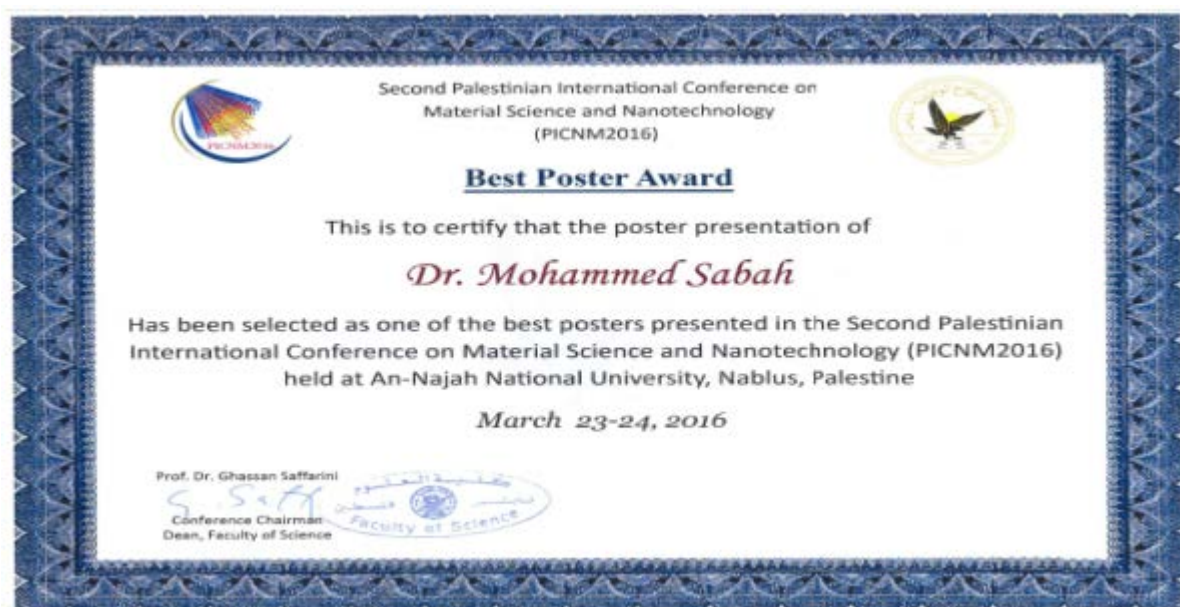 Second Palestinian International Conference on
Material Science and Nanotechnology
(PICNM2016)
PICNM2016
Best Poster Award
This is to certify that the poster presentation of
Dr. Mohammed Sabah
Has been selected as one of the best posters presented in the Second Palestinian
International Conference on Material Science and Nanotechnology (PICNM2016)
held at An-Najah National University, Nablus, Palestine
March 23-24, 2016
Prof. Dr. Ghassan Saffarini
Conference Chairman
Dean, Faculty of Science
كلية العلوم
Faculty of Science